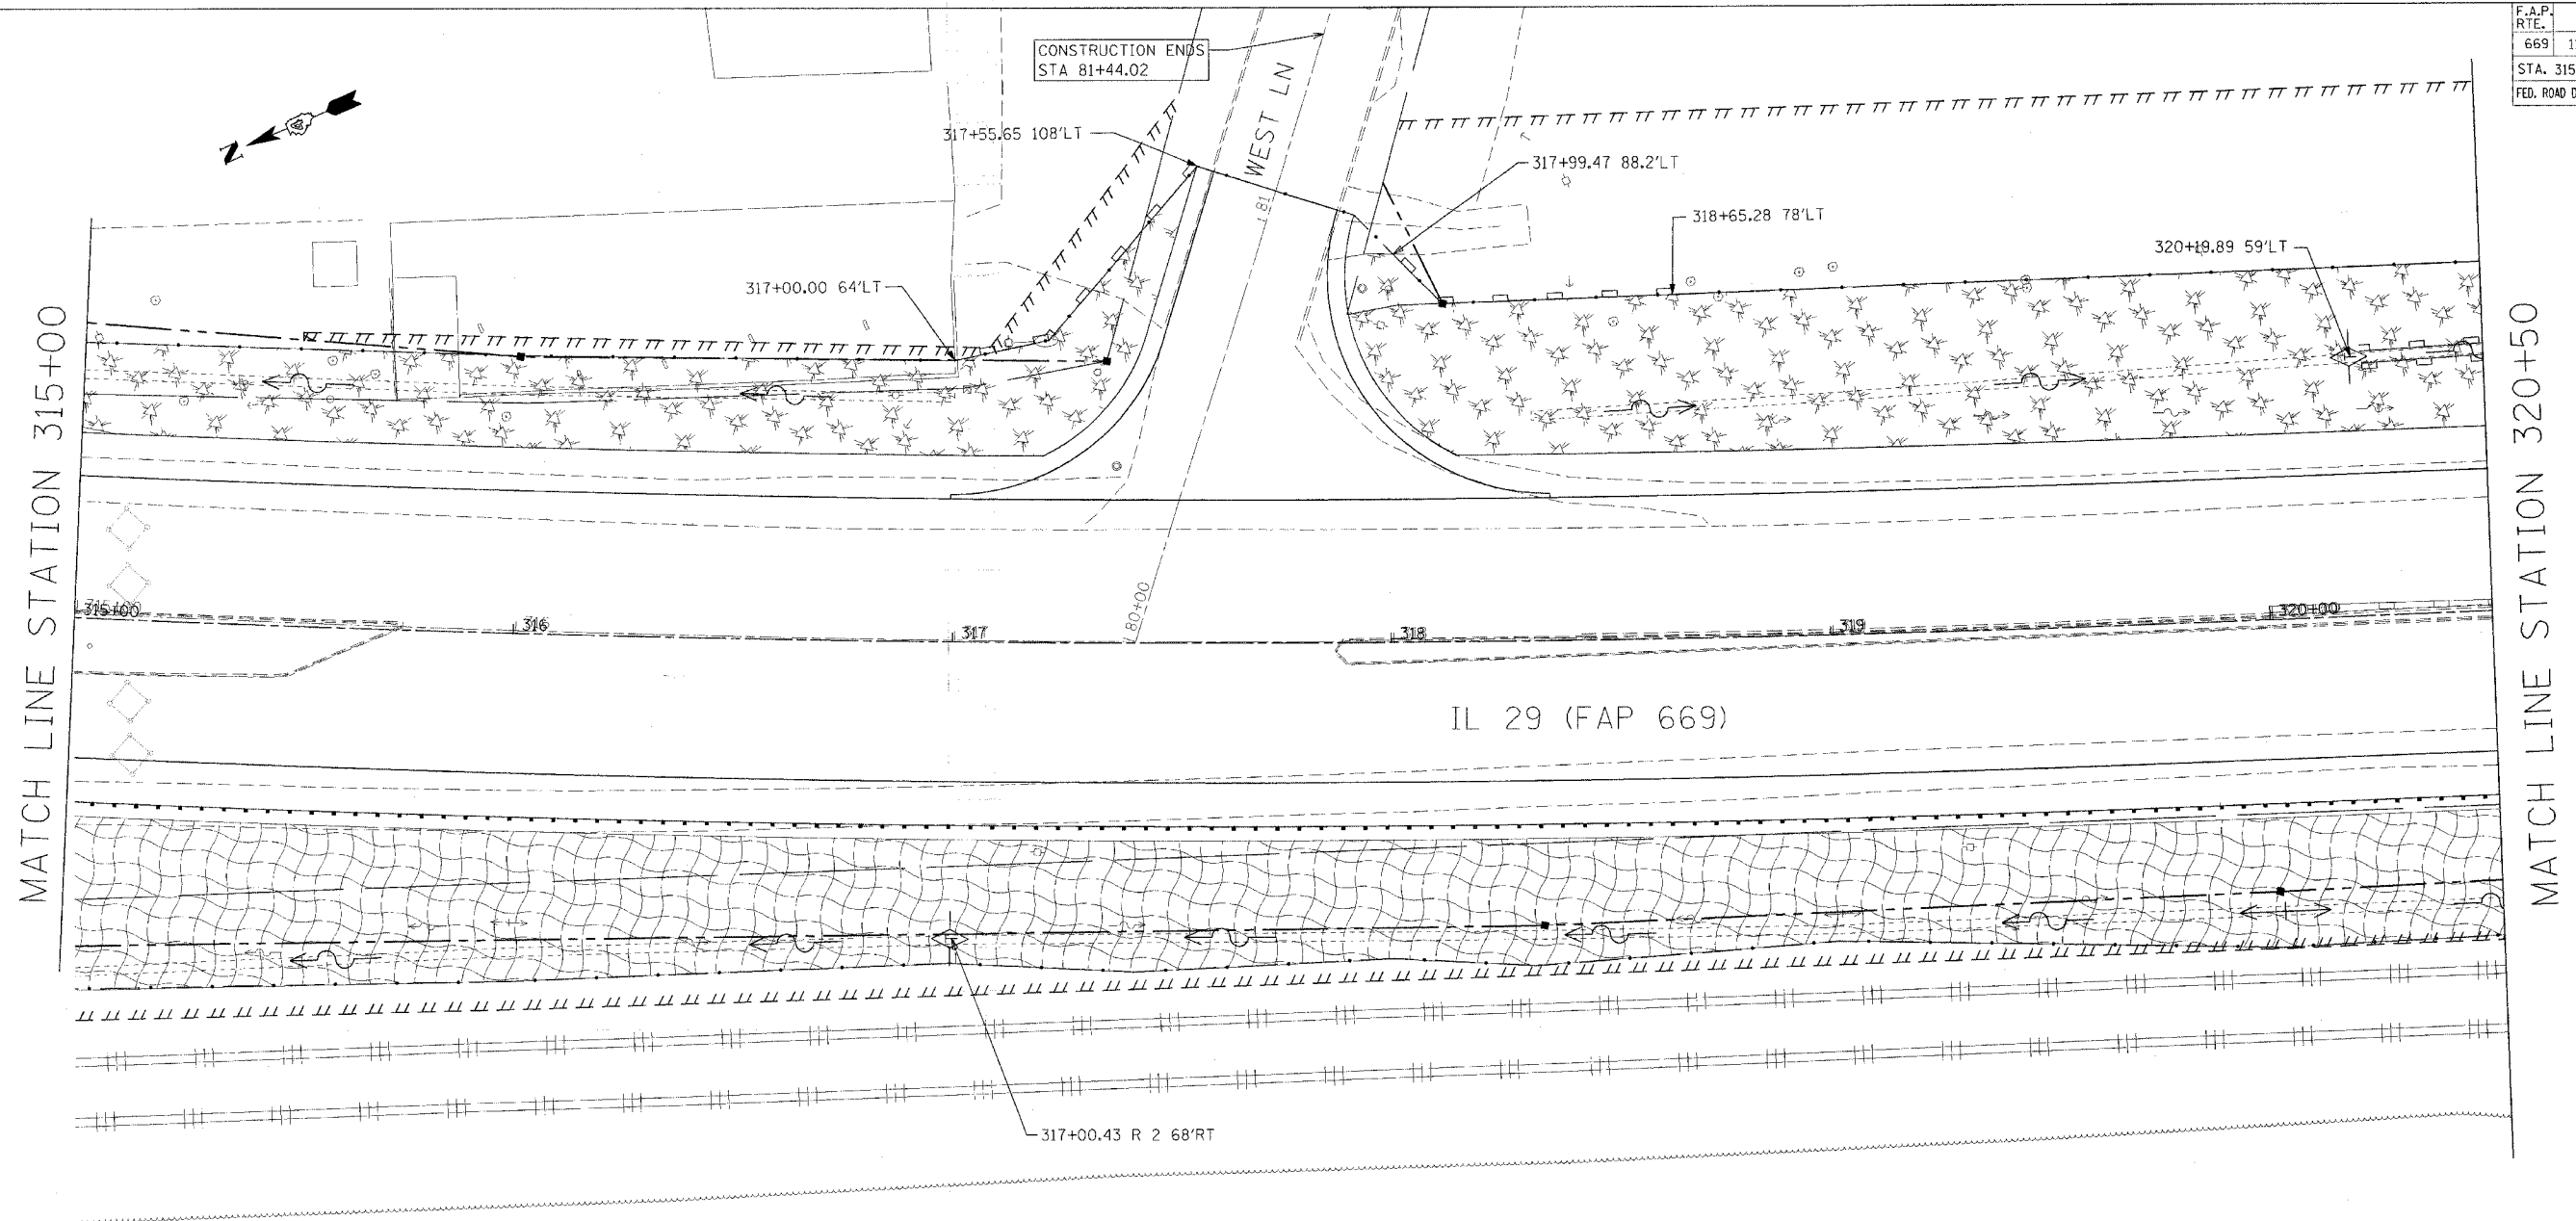 F.A.P.
RTE.
669
STA. 315
FED. ROAD D
CONSTRUCTION ENDS
STA 81+44.02
N
317+55.65 108'LT
WEST LN
81
317+99.47 88.2'LT
318+65.28 78'LT
320+19.89 59'LT
317+00.00 64'LT
MATCH LINE STATION 315+00
MATCH LINE STATION 320+50
80+00
315+00
316
317
318
319
320+00
IL 29 (FAP 669)
317+00.43 R 2 68'RT